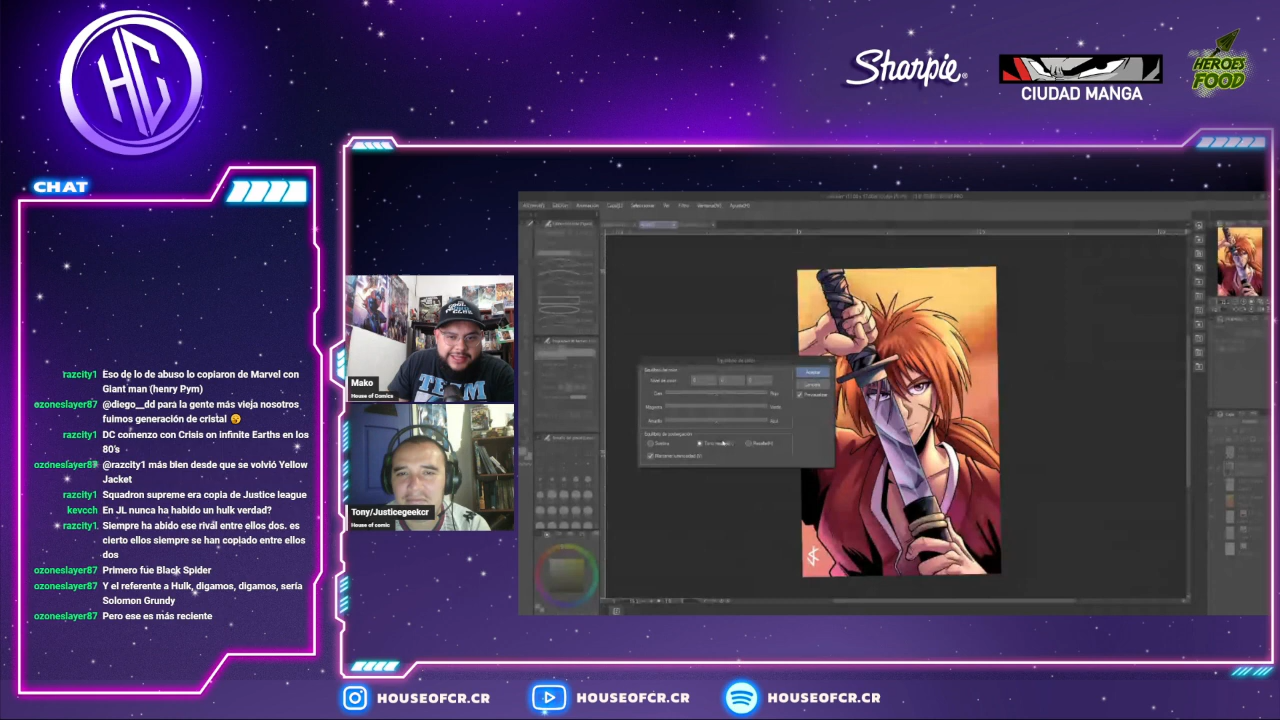 HC
Sharpie®
CIUDAD MANGA
HEROES
FOOD
CHAT
razcity1 Eso de lo de abuso lo copiaron de Marvel con
Giant man (henry Pym)
ozoneslayer87 @diego__dd para la gente más vieja nosotros
fuimos generación de cristal
razcity1 DC comenzo con Crisis on infinite Earths en los
80's
ozoneslayer87 @razcity1 más bien desde que se volvió Yellow
Jacket
razcity1 Squadron supreme era copia de Justice league
kevcch En JL nunca ha habido un hulk verdad?
razcity1 Siempre ha abido ese rival entre ellos dos. es
cierto ellos siempre se han copiado entre ellos
dos
ozoneslayer87 Primero fue Black Spider
ozoneslayer87 Y el referente a Hulk, digamos, digamos, sería
Solomon Grundy
ozoneslayer87 Pero ese es más reciente
Mako
House of Comics
TEAM
Tony/Justicegeekcr
House of comic
HOUSEOFCR.CR
HOUSEOFCR.CR
HOUSEOFCR.CR